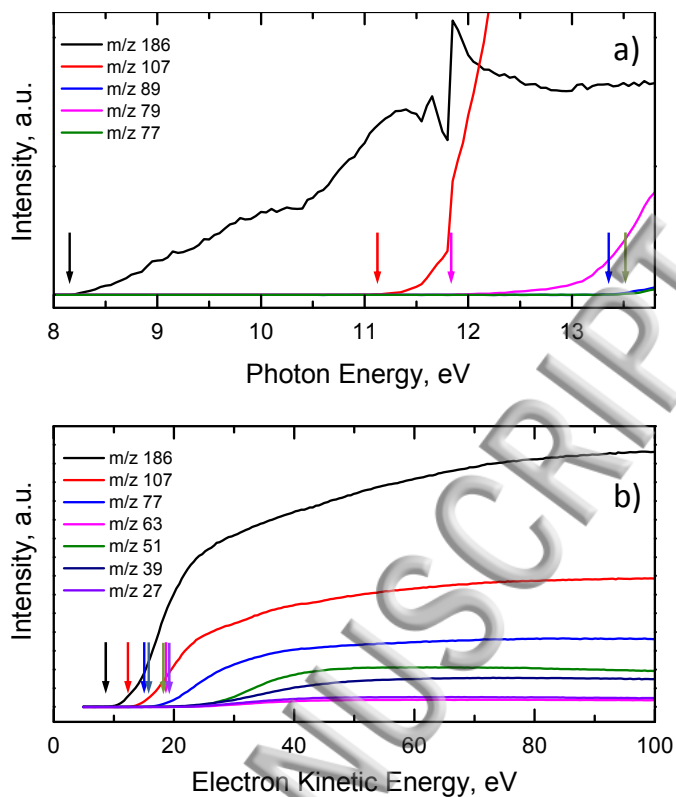 a)
m/z 186
m/z 107
m/z 89
m/z 79
m/z 77
Intensity, a.u.
8 9 10 11 12 13
Photon Energy, eV
b)
m/z 186
m/z 107
m/z 77
m/z 63
m/z 51
m/z 39
m/z 27
Intensity, a.u.
0 20 40 60 80 100
Electron Kinetic Energy, eV
NUSCRIPT